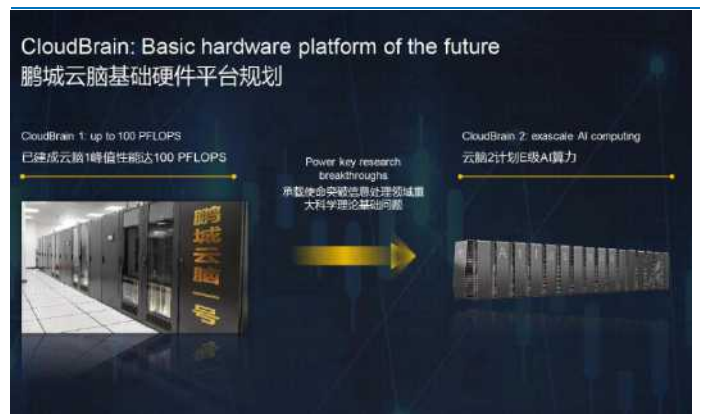 CloudBrain: Basic hardware platform of the future
鹏城云脑基础硬件平台规划
CloudBrain 1: up to 100 PFLOPS
已建成云脑1峰值性能达100 PFLOPS
Power key research
breakthroughs
承载使命突破信息处理领域重
大科学理论基础问题
CloudBrain 2: exascale AI computing
云脑2计划E级AI算力
鹏城云脑一号